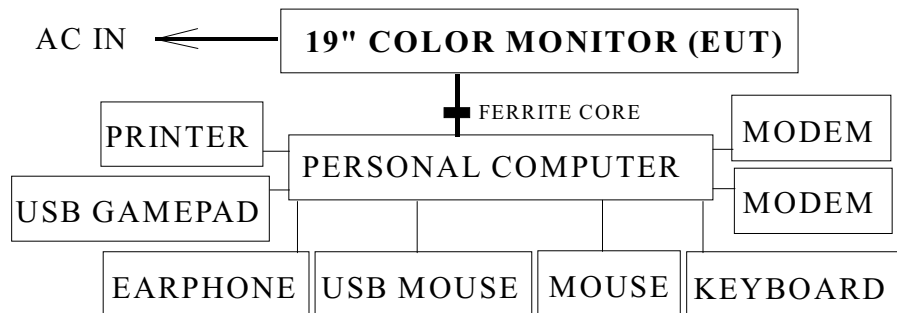 AC IN
19" COLOR MONITOR (EUT)
FERRITE CORE
PRINTER
MODEM
PERSONAL COMPUTER
USB GAMEPAD
MODEM
EARPHONE
USB MOUSE
MOUSE
KEYBOARD